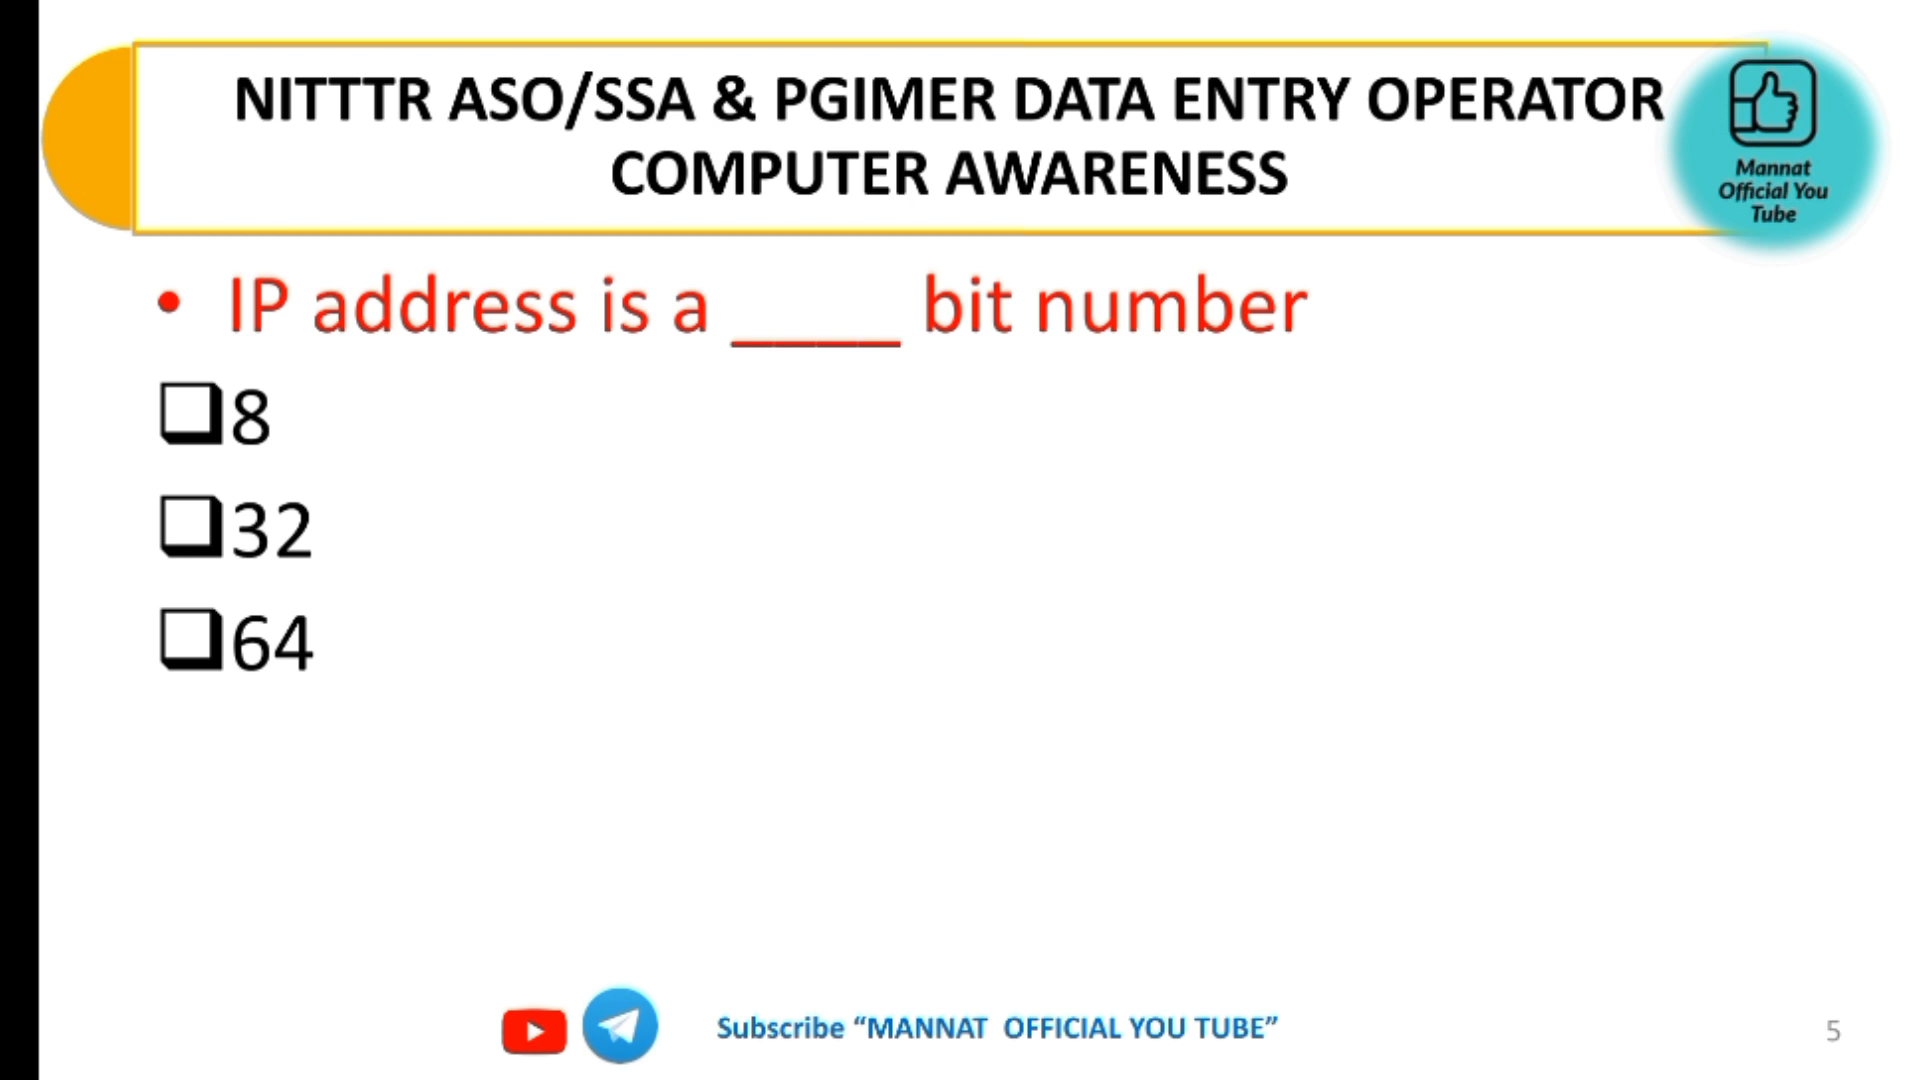 NITTTR ASO/SSA & PGIMER DATA ENTRY OPERATOR
COMPUTER AWARENESS
Mannat
Official You
Tube
• IP address is a ____ bit number
❑8
❑32
❑64
Subscribe “MANNAT OFFICIAL YOU TUBE”
5